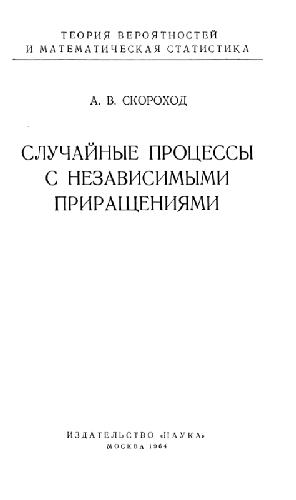 ТЕОРИЯ ВЕРОЯТНОСТЕЙ
И МАТЕМАТИЧЕСКАЯ СТАТИСТИКА
А. В. СКОРОХОД
СЛУЧАЙНЫЕ ПРОЦЕССЫ
С НЕЗАВИСИМЫМИ
ПРИРАЩЕНИЯМИ
ИЗДАТЕЛЬСТВО «НАУКА»
МОСКВА 1964